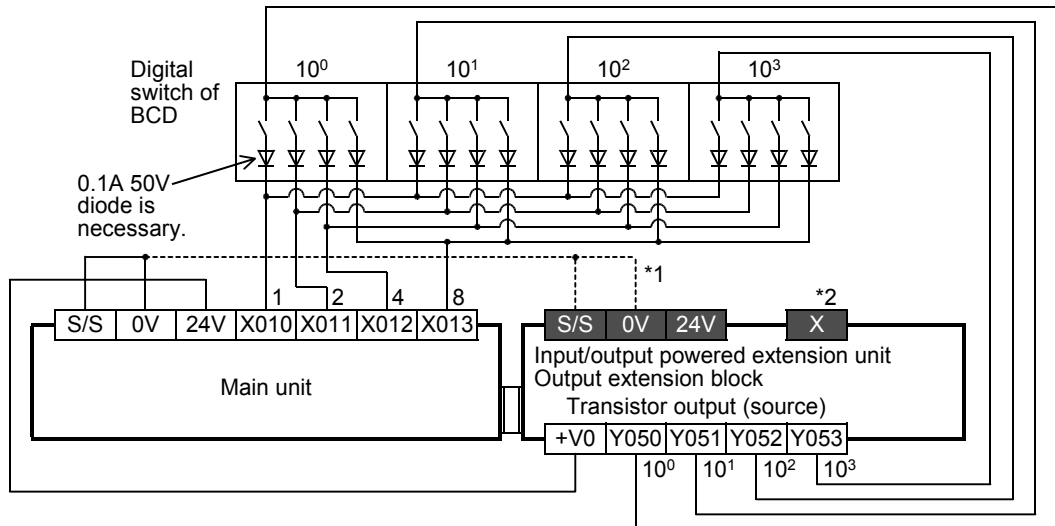 Digital
switch of
BCD
10⁰ 10¹ 10² 10³
0.1A 50V
diode is
necessary.
*1
1 2 4 8 *2
S/S 0V 24V X010 X011 X012 X013 S/S 0V 24V X
Main unit
Input/output powered extension unit
Output extension block
Transistor output (source)
+V0 Y050 Y051 Y052 Y053
10⁰ 10¹ 10² 10³